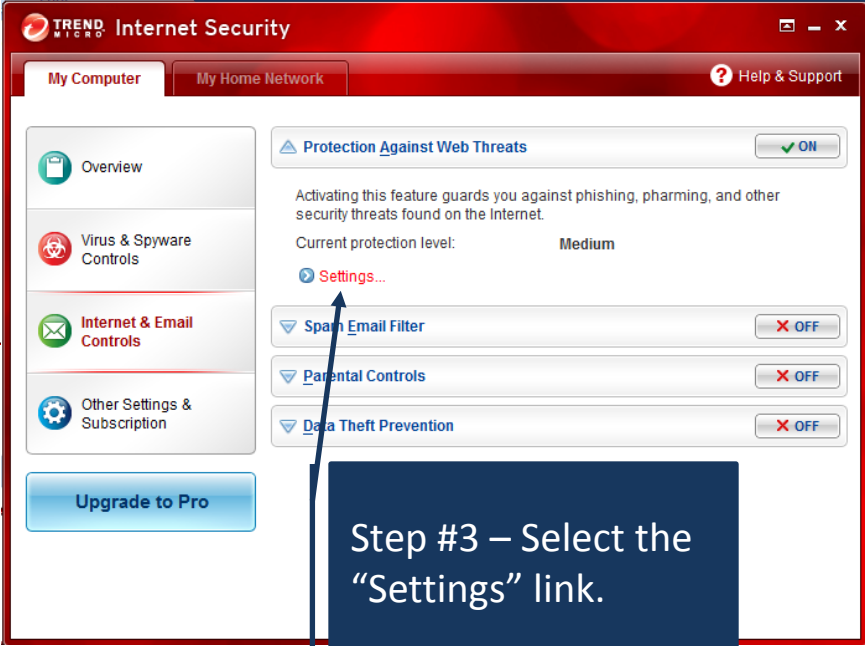 TREND MICRO Internet Security
My Computer
My Home Network
? Help & Support
Overview
Virus & Spyware
Controls
Internet & Email
Controls
Other Settings &
Subscription
Upgrade to Pro
Protection Against Web Threats
ON
Activating this feature guards you against phishing, pharming, and other
security threats found on the Internet.
Current protection level: Medium
Settings...
Spam Email Filter
OFF
Parental Controls
OFF
Data Theft Prevention
OFF
Step #3 – Select the
“Settings” link.